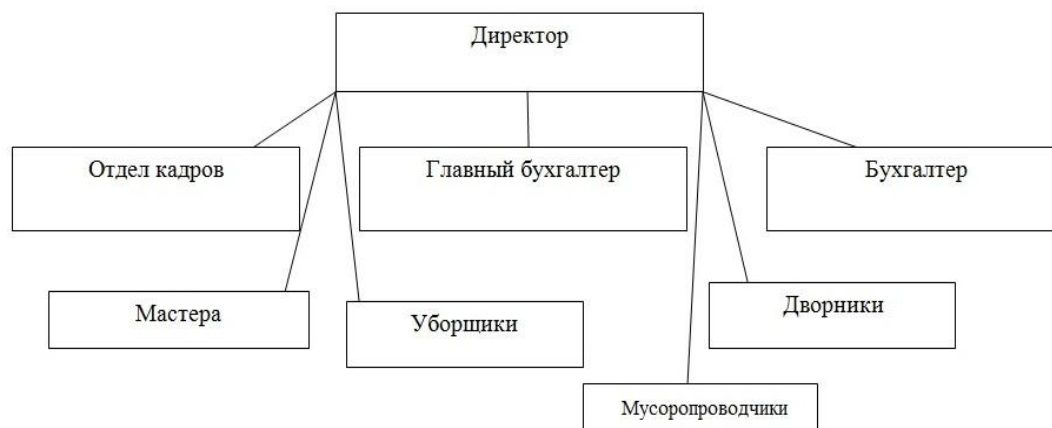 Директор
Отдел кадров
Главный бухгалтер
Бухгалтер
Мастера
Уборщики
Дворники
Мусоропроводчики